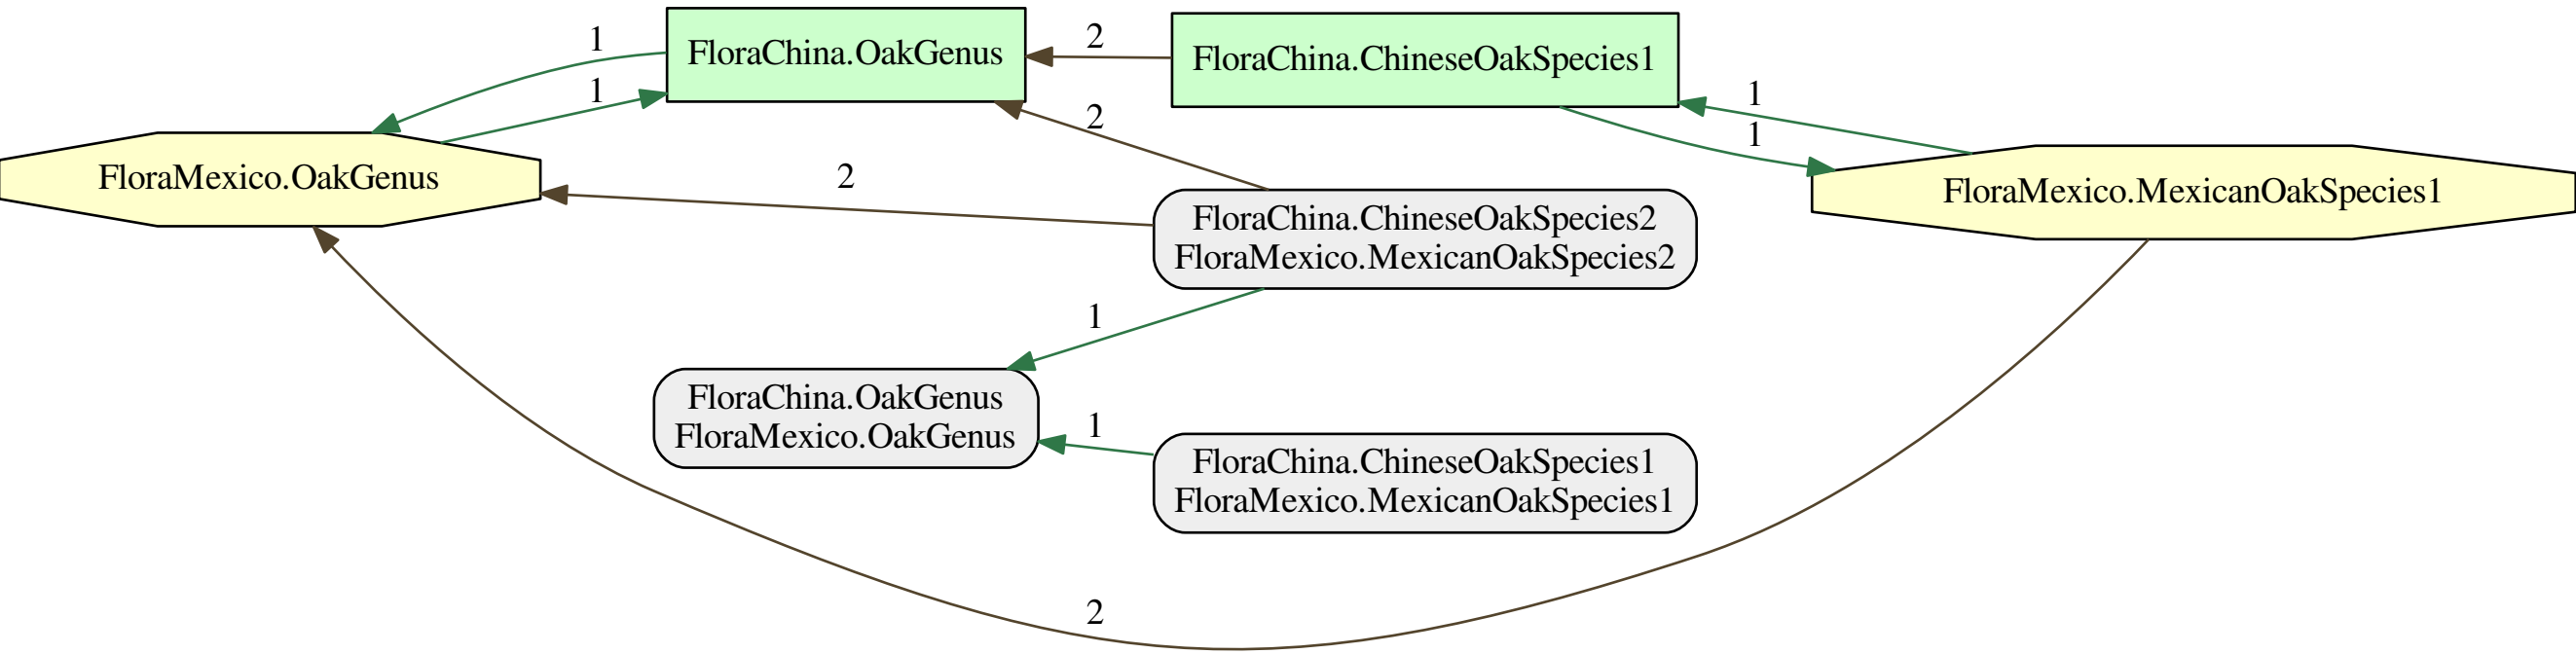 1
FloraChina.OakGenus
2
FloraChina.ChineseOakSpecies1
1
1
2
1
FloraMexico.OakGenus
2
FloraMexico.MexicanOakSpecies1
FloraChina.ChineseOakSpecies2
FloraMexico.MexicanOakSpecies2
1
FloraChina.OakGenus
FloraMexico.OakGenus
1
FloraChina.ChineseOakSpecies1
FloraMexico.MexicanOakSpecies1
2